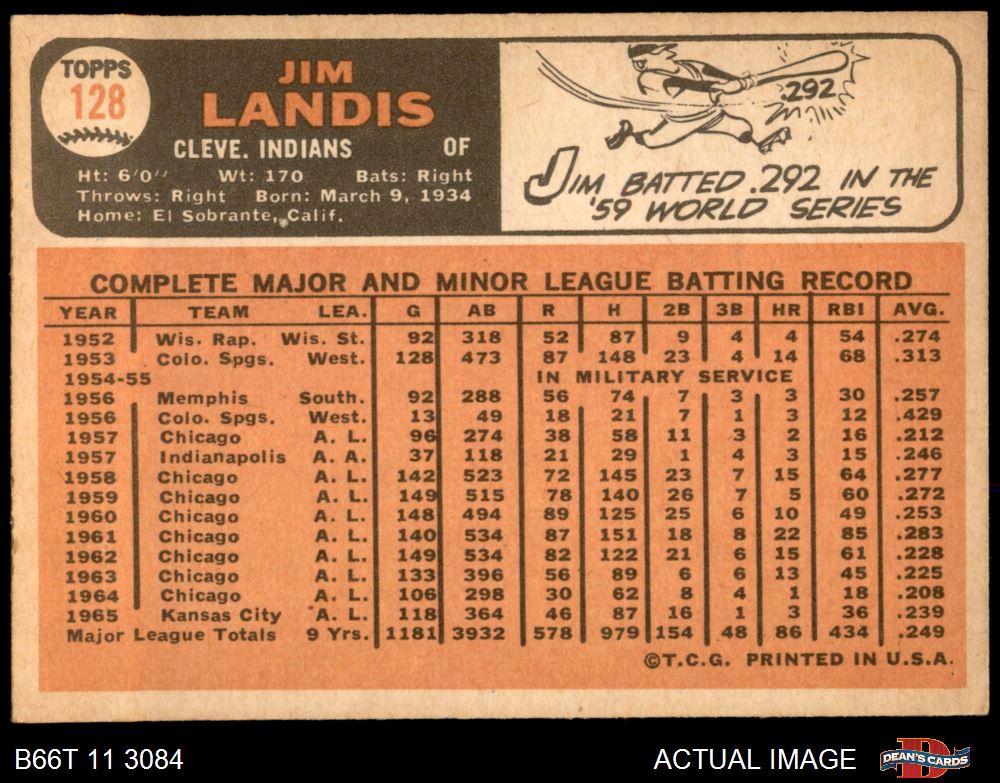 TOPPS
128
JIM
LANDIS
CLEVE. INDIANS OF
Ht: 6'0" Wt: 170 Bats: Right
Throws: Right Born: March 9, 1934
Home: El Sobrante, Calif.
.292
JIM BATTED .292 IN THE
'59 WORLD SERIES
COMPLETE MAJOR AND MINOR LEAGUE BATTING RECORD
YEAR TEAM LEA. G AB R H 2B 3B HR RBI AVG.
1952 Wis. Rap. Wis. St. 92 318 52 87 9 4 4 54 .274
1953 Colo. Spgs. West. 128 473 87 148 23 4 14 68 .313
1954-55 IN MILITARY SERVICE
1956 Memphis South. 92 288 56 74 7 3 3 30 .257
1956 Colo. Spgs. West. 13 49 18 21 7 1 3 12 .429
1957 Chicago A. L. 96 274 38 58 11 3 2 16 .212
1957 Indianapolis A. A. 37 118 21 29 1 4 3 15 .246
1958 Chicago A. L. 142 523 72 145 23 7 15 64 .277
1959 Chicago A. L. 149 515 78 140 26 7 5 60 .272
1960 Chicago A. L. 148 494 89 125 25 6 10 49 .253
1961 Chicago A. L. 140 534 87 151 18 8 22 85 .283
1962 Chicago A. L. 149 534 82 122 21 6 15 61 .228
1963 Chicago A. L. 133 396 56 89 6 6 13 45 .225
1964 Chicago A. L. 106 298 30 62 8 4 1 18 .208
1965 Kansas City A. L. 118 364 46 87 16 1 3 36 .239
Major League Totals 9 Yrs. 1181 3932 578 979 154 48 86 434 .249
©T.C.G. PRINTED IN U.S.A.
B66T 11 3084 ACTUAL IMAGE DEAN'S CARDS